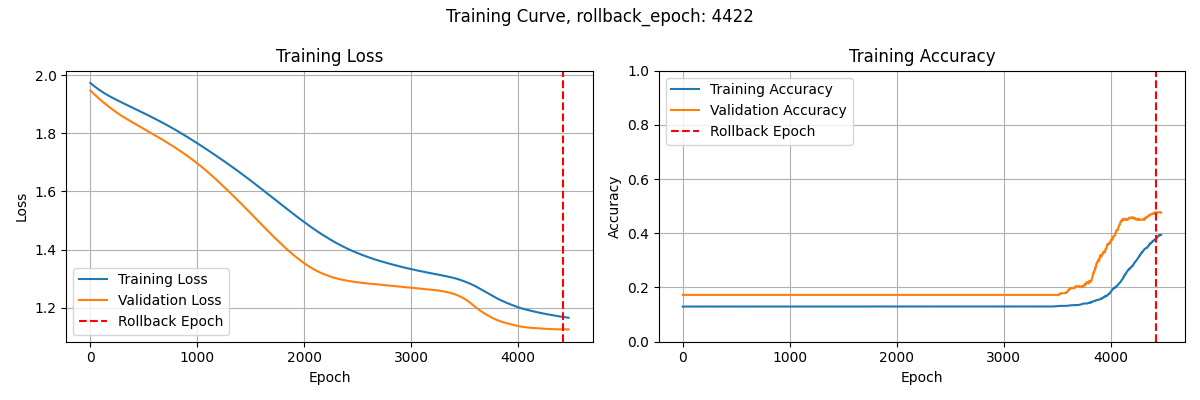 Training Curve, rollback_epoch: 4422
Training Loss
2.0
1.8
1.6
1.4
1.2
Loss
0
1000
2000
3000
4000
Epoch
Training Loss
Validation Loss
Rollback Epoch
Training Accuracy
1.0
0.8
0.6
0.4
0.2
0.0
Accuracy
0
1000
2000
3000
4000
Epoch
Training Accuracy
Validation Accuracy
Rollback Epoch